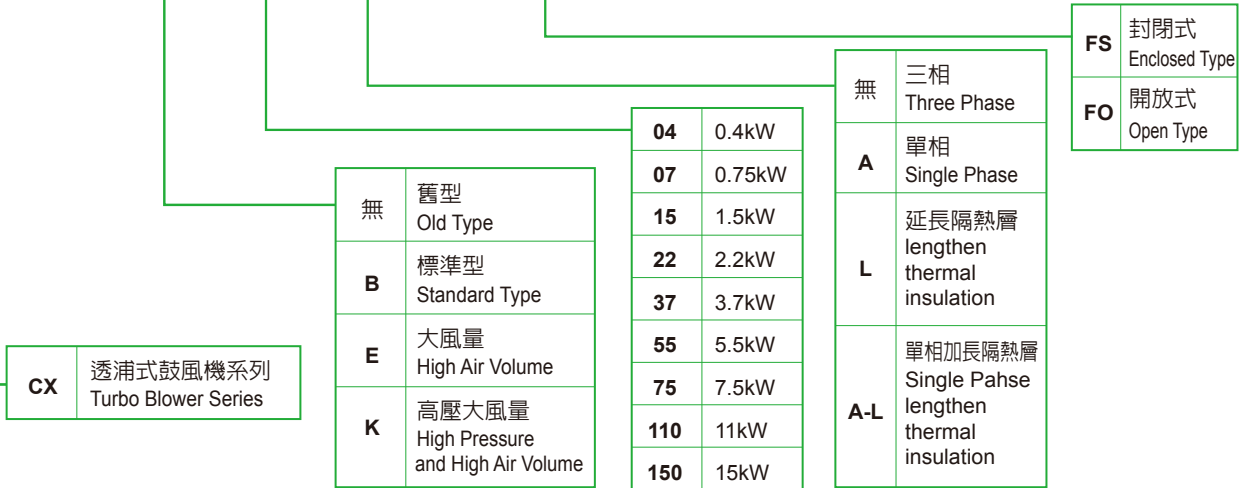 CX
透浦式鼓風機系列
Turbo Blower Series
無
舊型
Old Type
B
標準型
Standard Type
E
大風量
High Air Volume
K
高壓大風量
High Pressure
and High Air Volume
04 0.4kW
07 0.75kW
15 1.5kW
22 2.2kW
37 3.7kW
55 5.5kW
75 7.5kW
110 11kW
150 15kW
無
三相
Three Phase
A
單相
Single Phase
L
延長隔熱層
lengthen
thermal
insulation
A-L
單相加長隔熱層
Single Pahse
lengthen
thermal
insulation
FS
封閉式
Enclosed Type
FO
開放式
Open Type